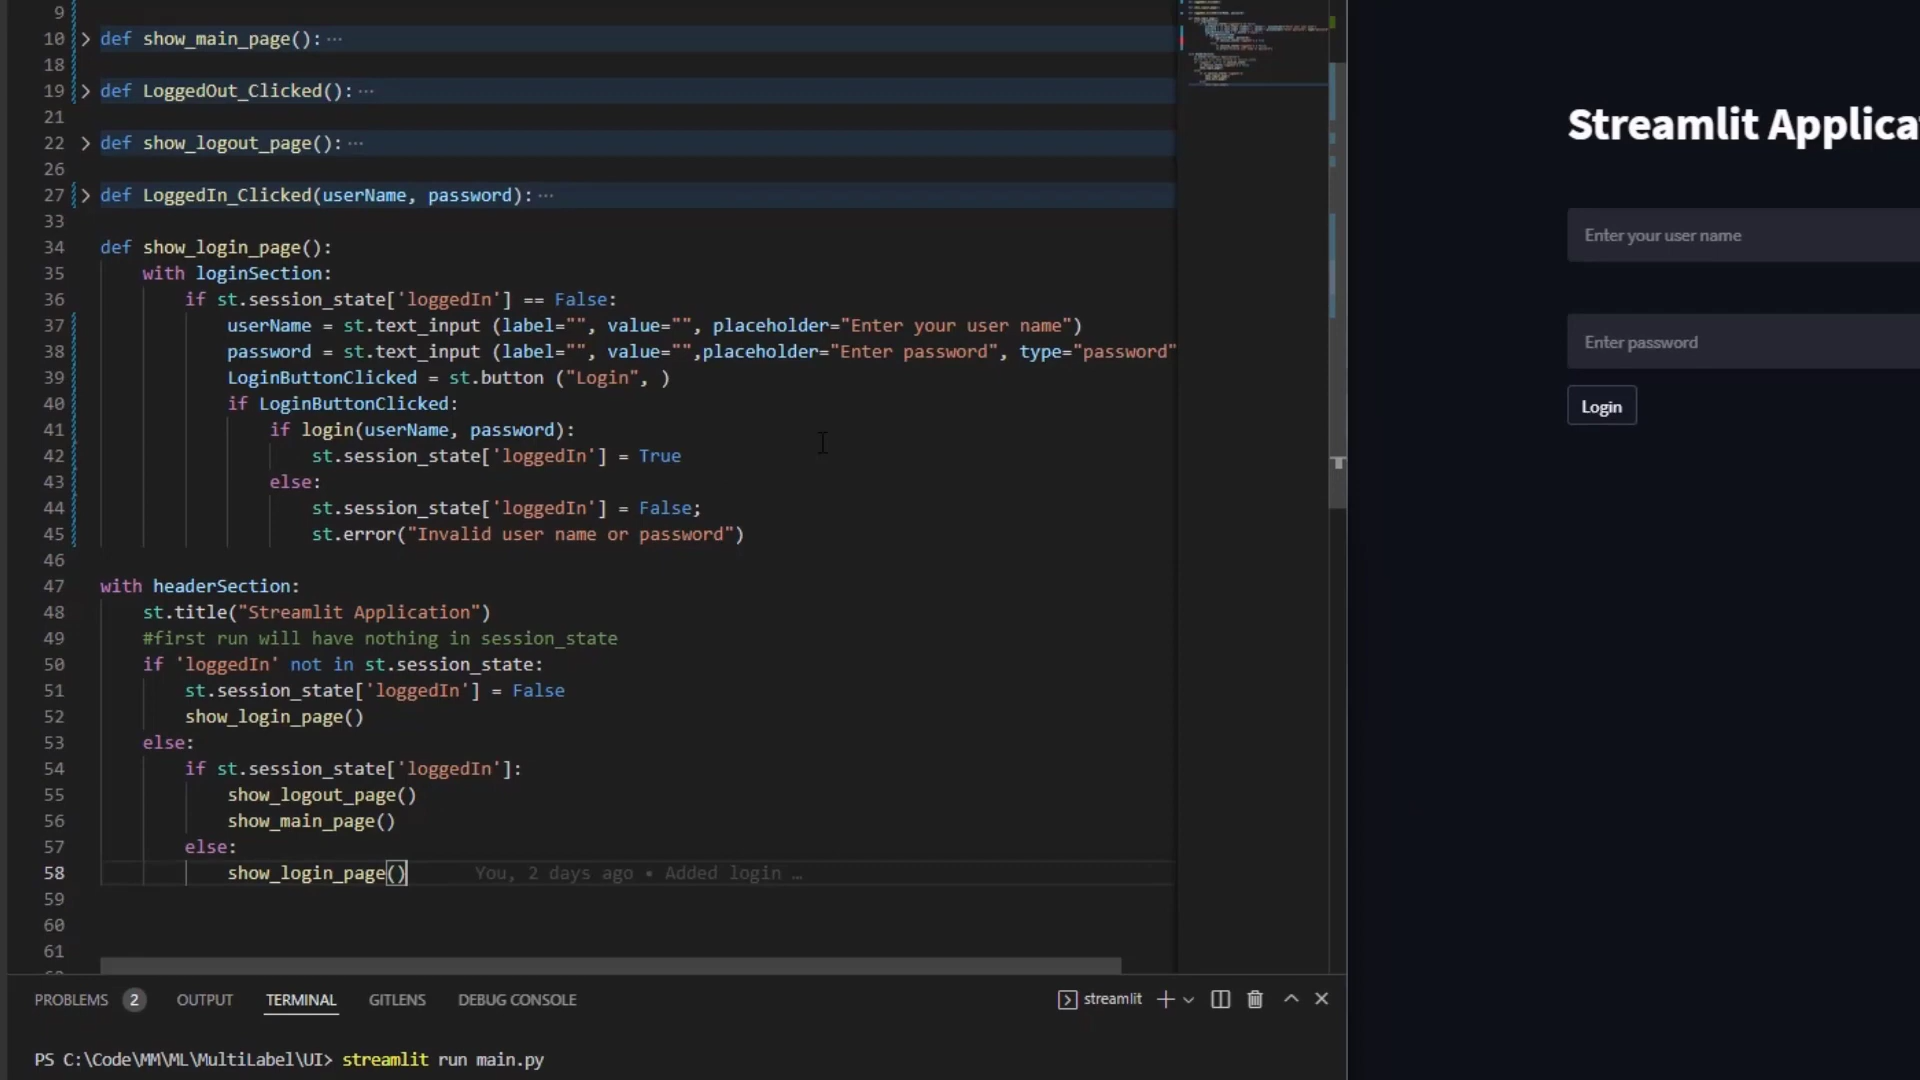 9
10 > def show_main_page(): ⋯
18
19 > def LoggedOut_Clicked(): ⋯
21
22 > def show_logout_page(): ⋯
26
27 > def LoggedIn_Clicked(userName, password): ⋯
33
34 def show_login_page():
35 with loginSection:
36 if st.session_state['loggedIn'] == False:
37 userName = st.text_input (label="", value="", placeholder="Enter your user name")
38 password = st.text_input (label="", value="",placeholder="Enter password", type="password"
39 LoginButtonClicked = st.button ("Login", )
40 if LoginButtonClicked:
41 if login(userName, password):
42 st.session_state['loggedIn'] = True
43 else:
44 st.session_state['loggedIn'] = False;
45 st.error("Invalid user name or password")
46
47 with headerSection:
48 st.title("Streamlit Application")
49 #first run will have nothing in session_state
50 if 'loggedIn' not in st.session_state:
51 st.session_state['loggedIn'] = False
52 show_login_page()
53 else:
54 if st.session_state['loggedIn']:
55 show_logout_page()
56 show_main_page()
57 else:
58 show_login_page() You, 2 days ago • Added login …
59
60
61
PROBLEMS 2 OUTPUT TERMINAL GITLENS DEBUG CONSOLE streamlit
PS C:\Code\MM\ML\MultiLabel\UI> streamlit run main.py
Streamlit Applica
Enter your user name
Enter password
Login